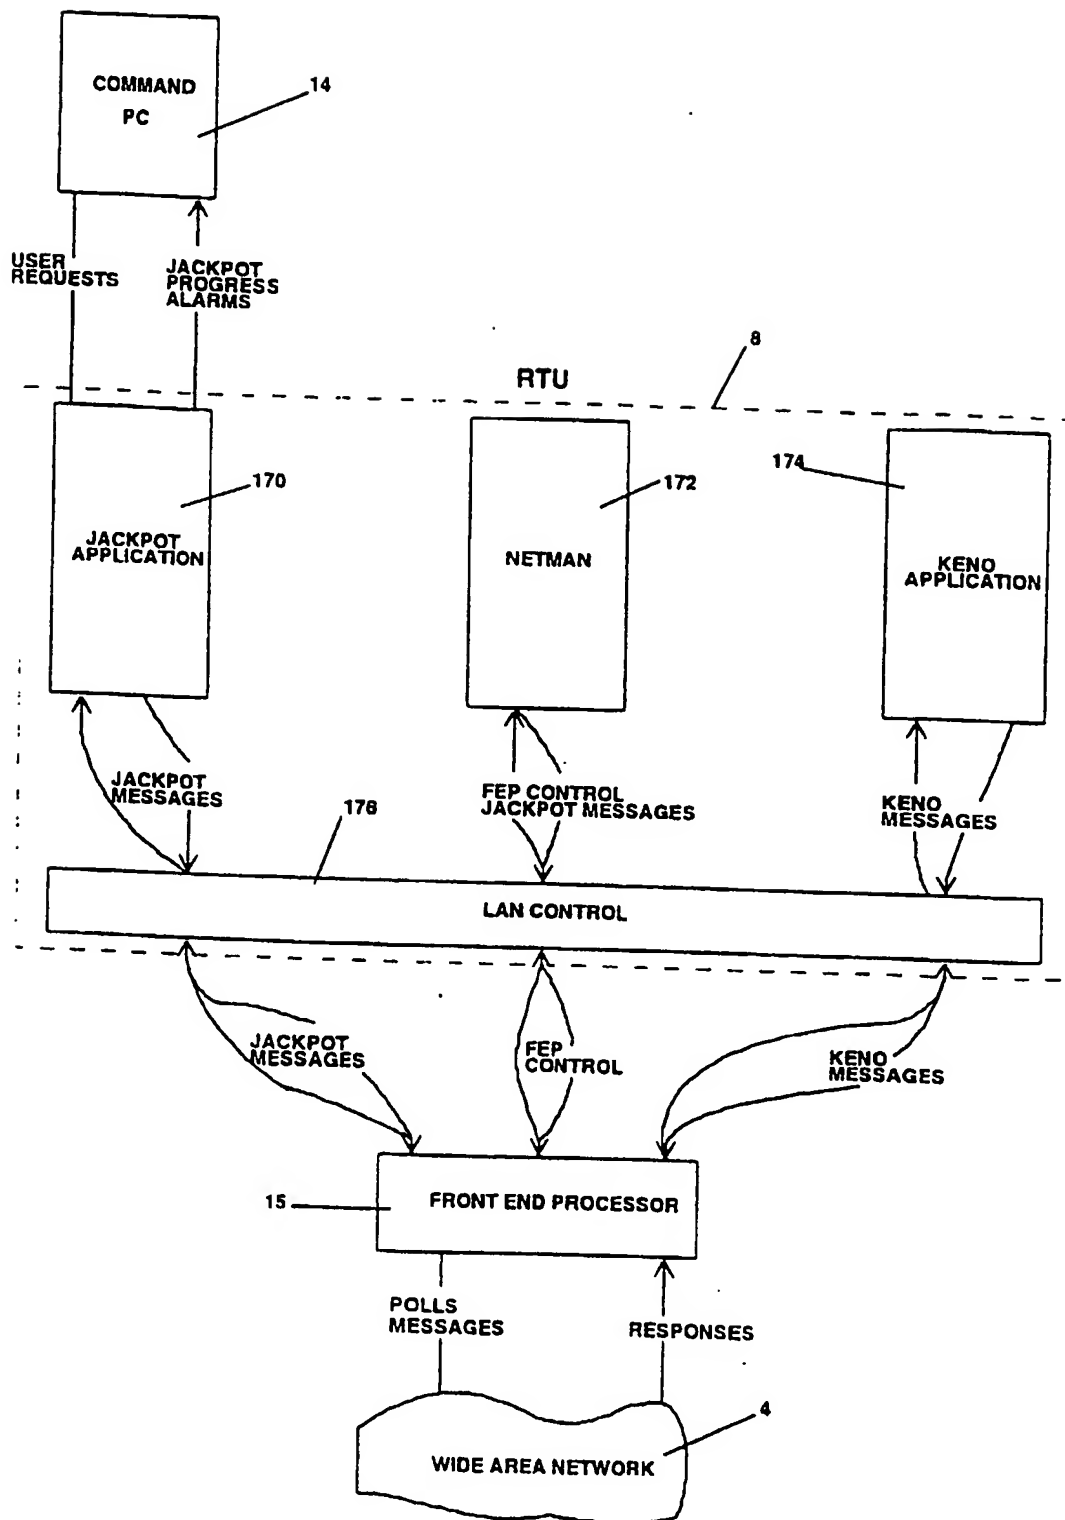 COMMAND
PC
14
USER
REQUESTS
JACKPOT
PROGRESS
ALARMS
8
RTU
170
JACKPOT
APPLICATION
172
NETMAN
174
KENO
APPLICATION
JACKPOT
MESSAGES
FEP CONTROL
JACKPOT MESSAGES
KENO
MESSAGES
176
LAN CONTROL
JACKPOT
MESSAGES
FEP
CONTROL
KENO
MESSAGES
15
FRONT END PROCESSOR
POLLS
MESSAGES
RESPONSES
4
WIDE AREA NETWORK